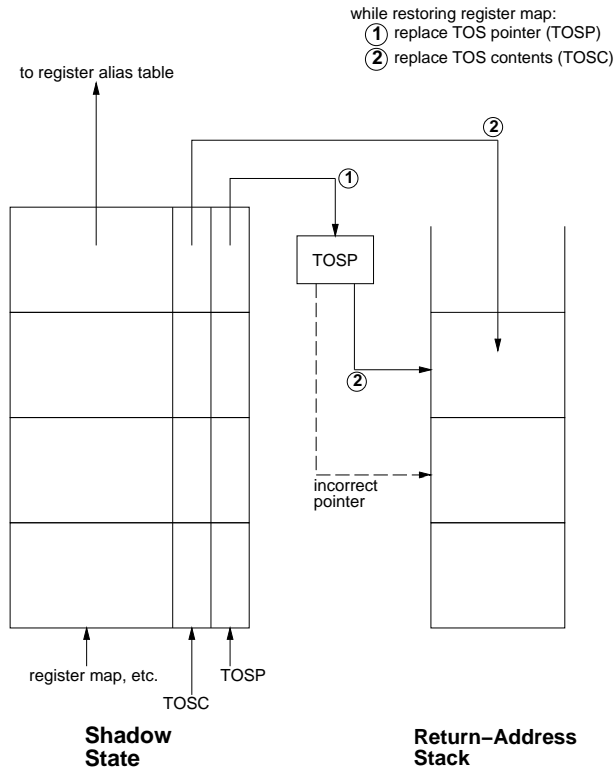 while restoring register map:
1 replace TOS pointer (TOSP)
2 replace TOS contents (TOSC)
to register alias table
2
1
TOSP
2
incorrect
pointer
register map, etc.
TOSP
TOSC
Shadow
State
Return–Address
Stack